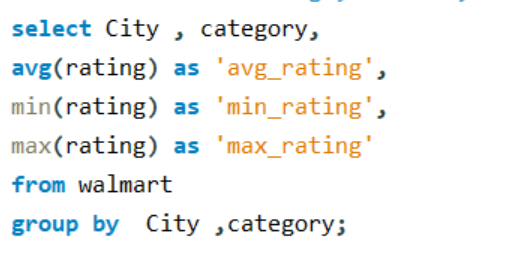 select City , category,
avg(rating) as 'avg_rating',
min(rating) as 'min_rating',
max(rating) as 'max_rating'
from walmart
group by  City ,category;